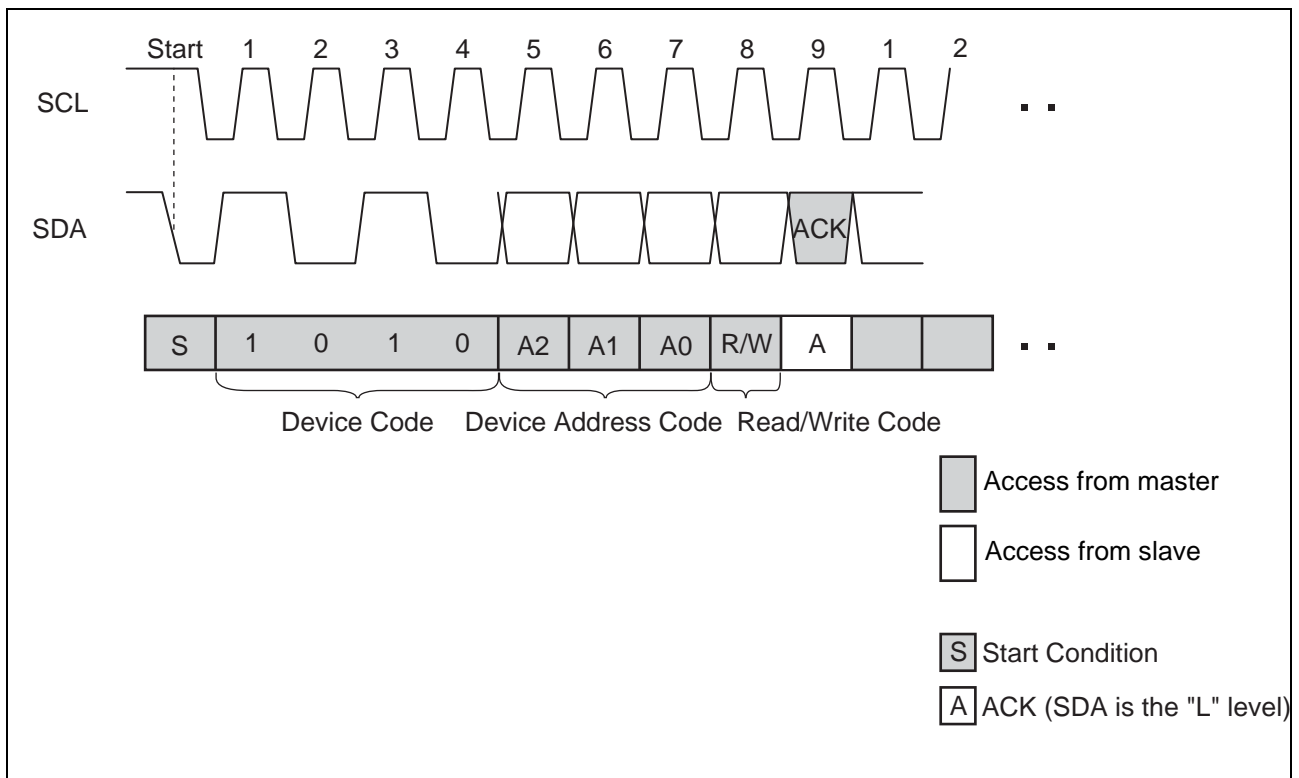 Start 1 2 3 4 5 6 7 8 9 1 2
SCL
SDA
ACK
S 1 0 1 0 A2 A1 A0 R/W A
Device Code Device Address Code Read/Write Code
Access from master
Access from slave
S Start Condition
A ACK (SDA is the "L" level)